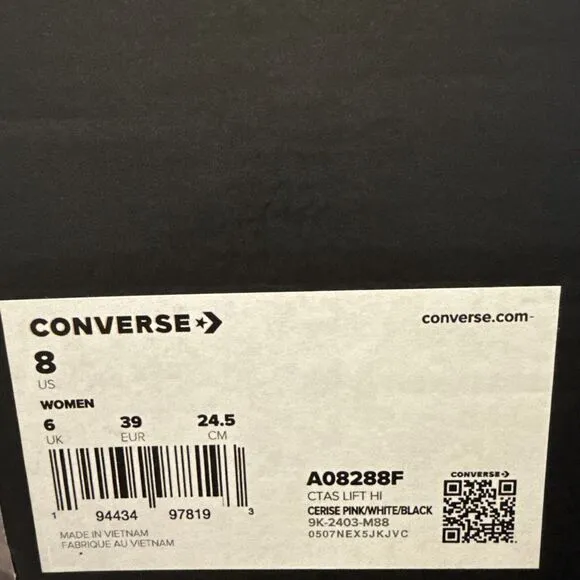 CONVERSE
converse.com-
8
US
WOMEN
6 39 24.5
UK EUR CM
1 94434 97819 3
MADE IN VIETNAM
FABRIQUE AU VIETNAM
A08288F
CTAS LIFT HI
CERISE PINK/WHITE/BLACK
9K-2403-M88
0507NEX5JKJVC
CONVERSE